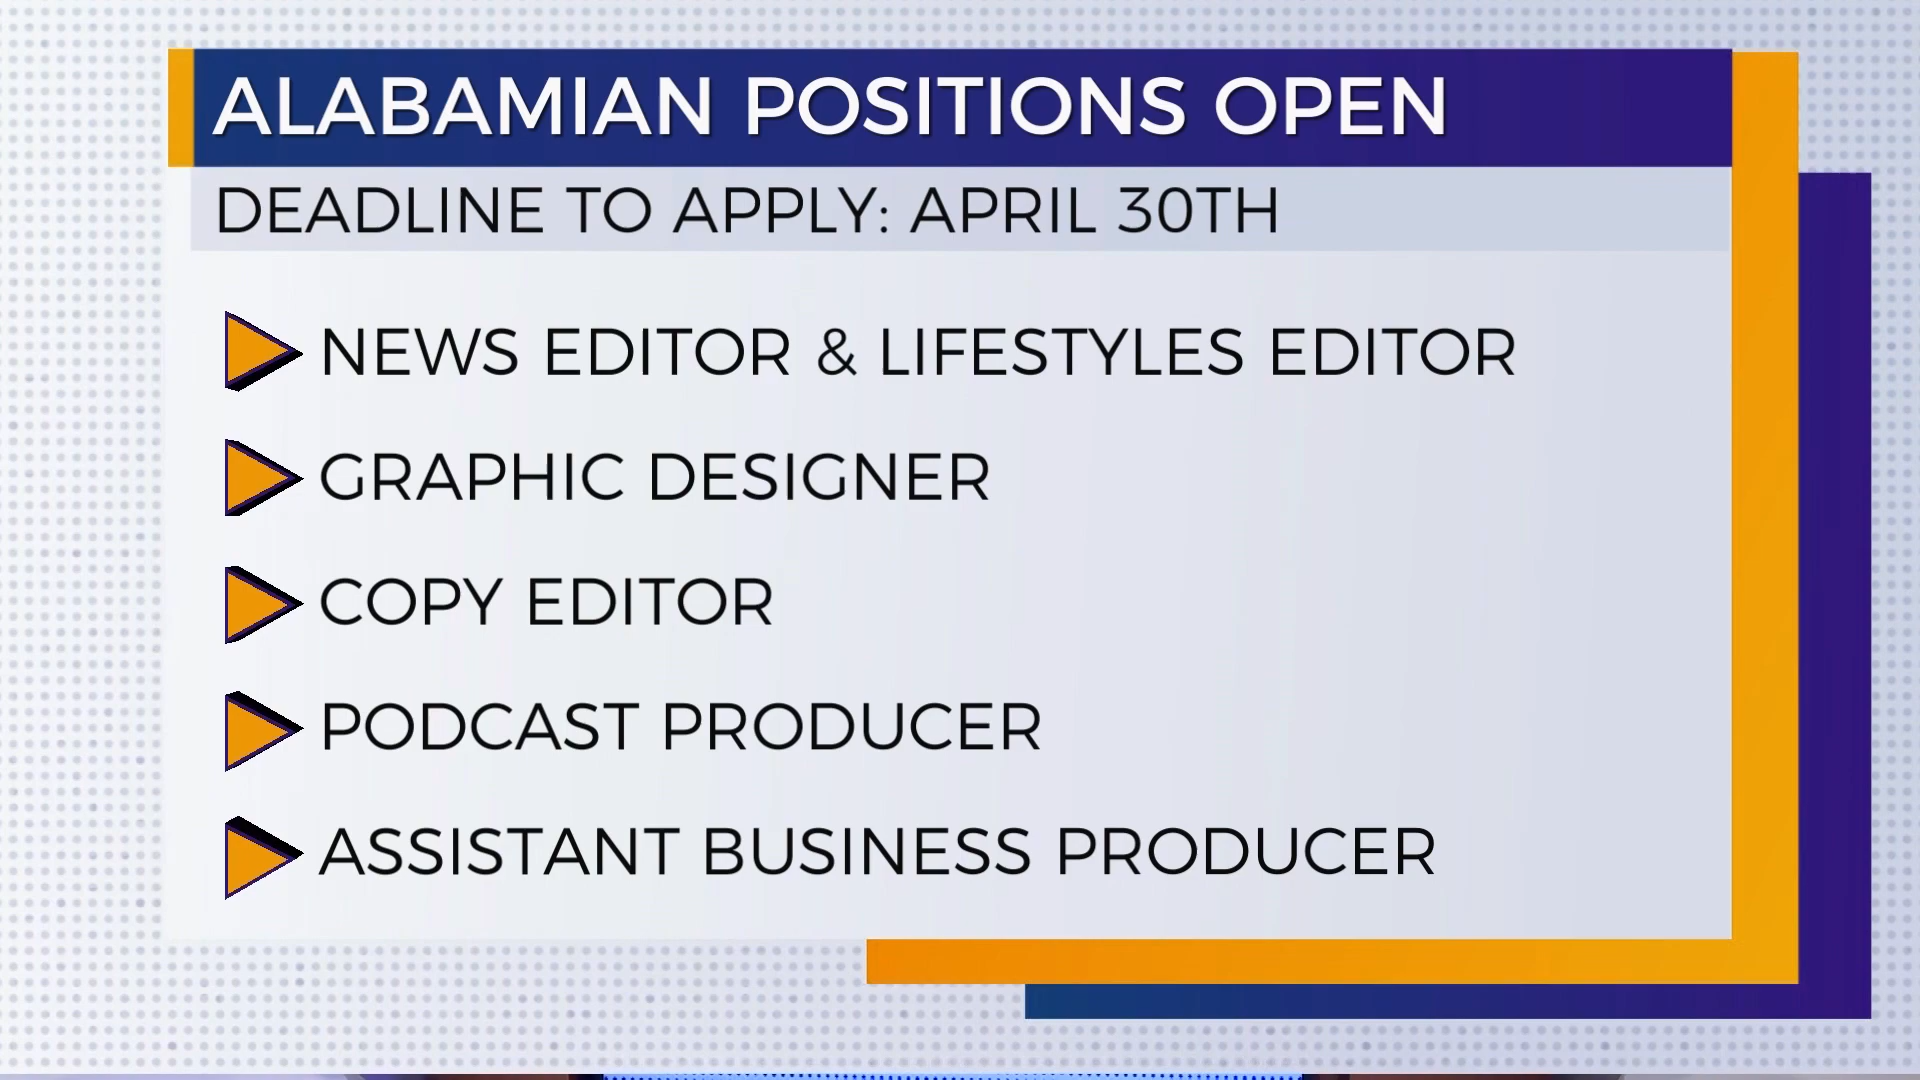 ALABAMIAN POSITIONS OPEN
DEADLINE TO APPLY: APRIL 30TH
NEWS EDITOR & LIFESTYLES EDITOR
GRAPHIC DESIGNER
COPY EDITOR
PODCAST PRODUCER
ASSISTANT BUSINESS PRODUCER